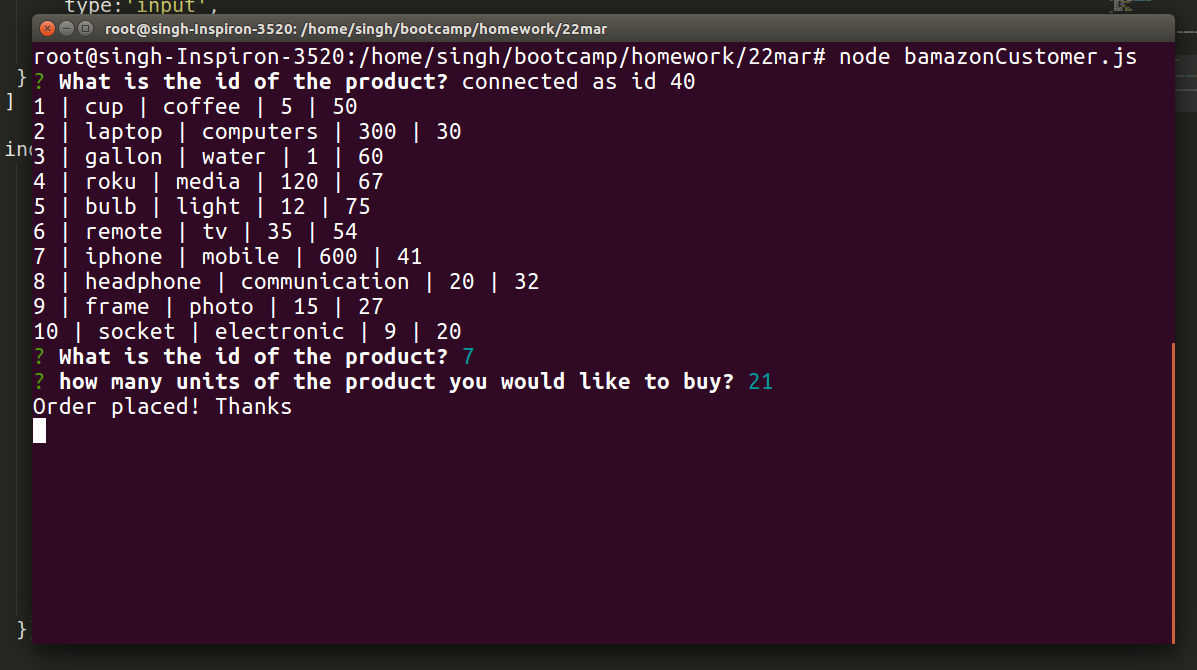 type:'input',
root@singh-Inspiron-3520: /home/singh/bootcamp/homework/22mar
root@singh-Inspiron-3520:/home/singh/bootcamp/homework/22mar# node bamazonCustomer.js
}
? What is the id of the product? connected as id 40
]
1 | cup | coffee | 5 | 50
2 | laptop | computers | 300 | 30
3 | gallon | water | 1 | 60
4 | roku | media | 120 | 67
5 | bulb | light | 12 | 75
6 | remote | tv | 35 | 54
7 | iphone | mobile | 600 | 41
8 | headphone | communication | 20 | 32
9 | frame | photo | 15 | 27
10 | socket | electronic | 9 | 20
? What is the id of the product? 7
? how many units of the product you would like to buy? 21
Order placed! Thanks
}